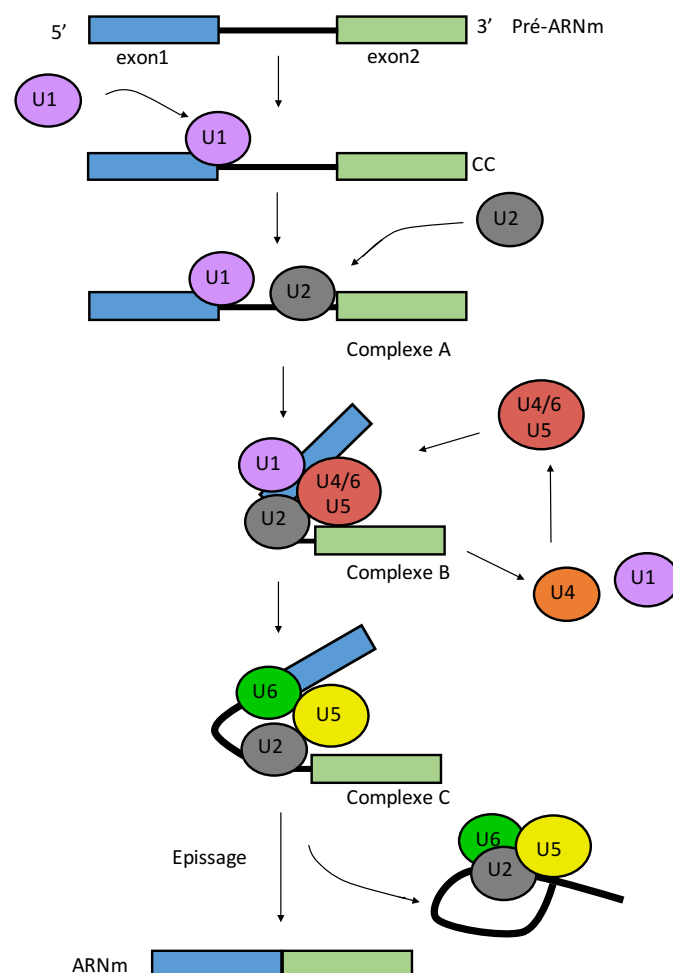 5’ 3’ Pré-ARNm
exon1 exon2
U1
U1
CC
U2
U1
U2
Complexe A
U4/6
U5
U1
U4/6
U5
U2
Complexe B
U4
U1
U6
U5
U2
Complexe C
Epissage
U6
U5
U2
ARNm